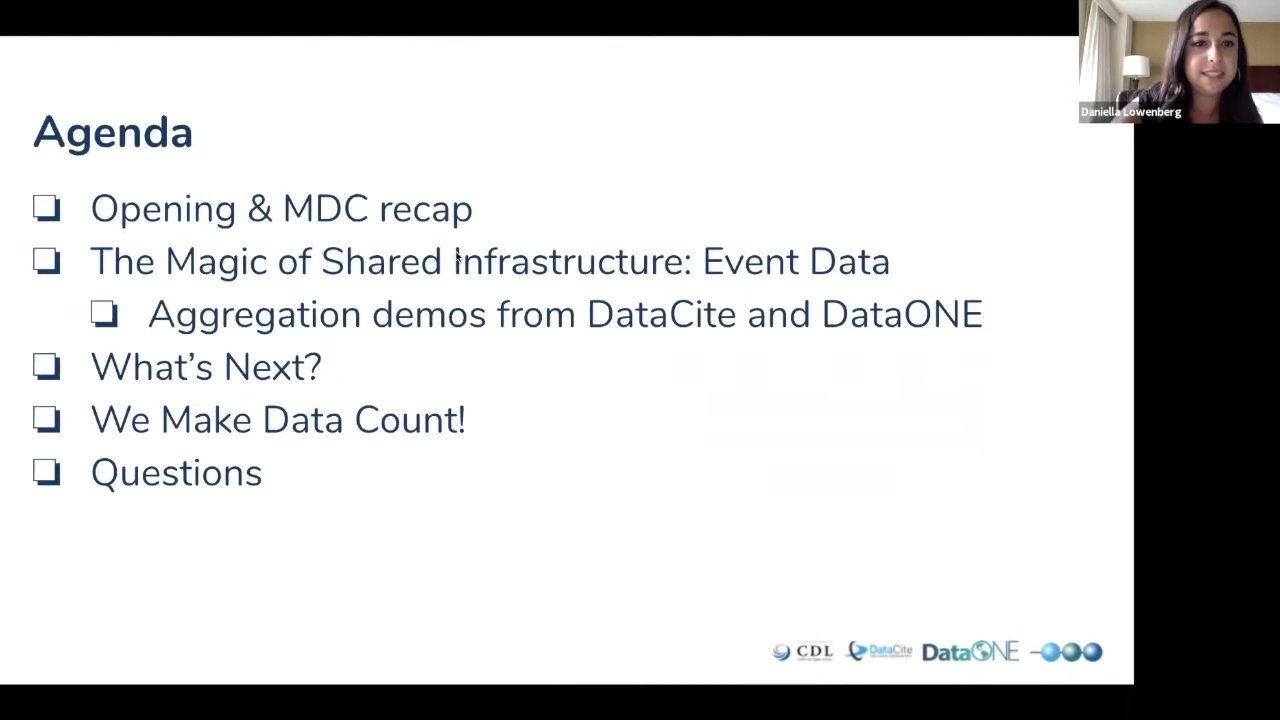 Daniella Lowenberg
Agenda
Opening & MDC recap
The Magic of Shared Infrastructure: Event Data
Aggregation demos from DataCite and DataONE
What's Next?
We Make Data Count!
Questions
CDL
DataCite
DataONE